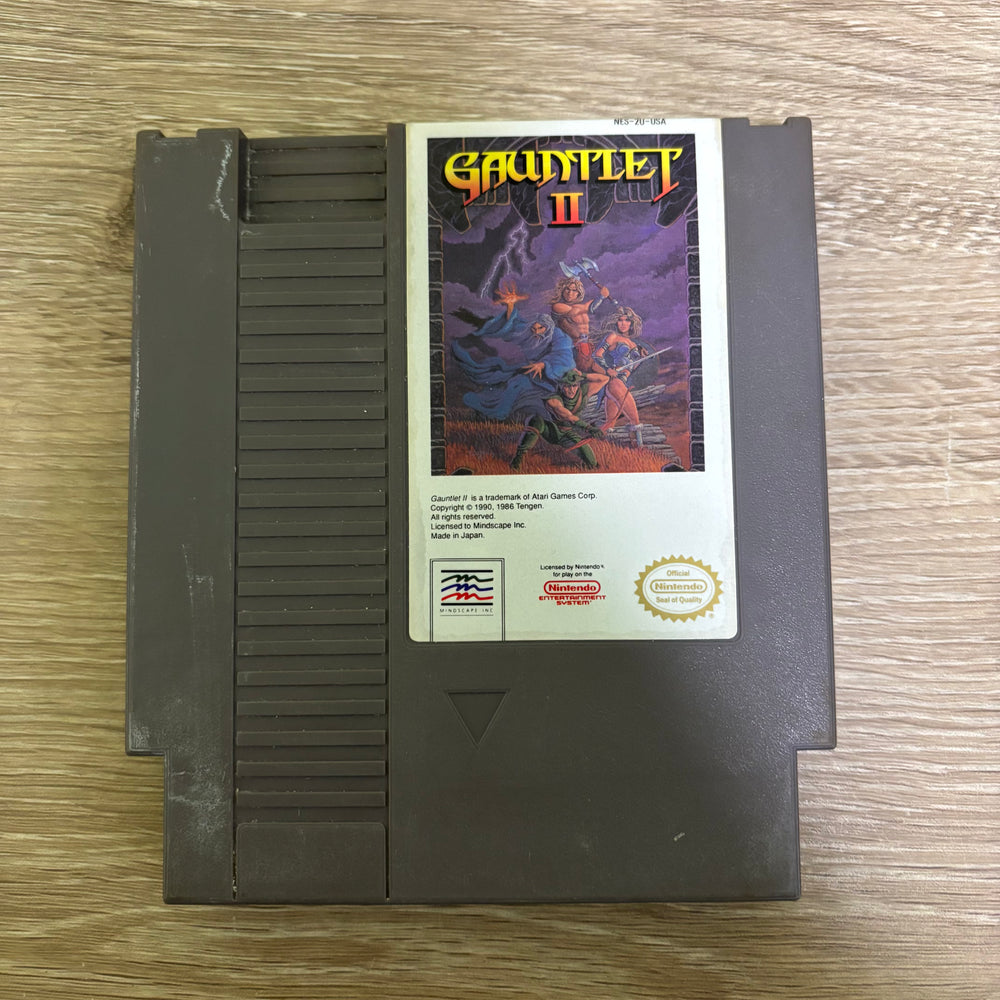 NES-2U-USA
GAUNTLET
II
Gauntlet II is a trademark of Atari Games Corp.
Copyright © 1990, 1986 Tengen.
All rights reserved.
Licensed to Mindscape Inc.
Made in Japan.
MINDSCAPE INC
Licensed by Nintendo®
for play on the
Nintendo
ENTERTAINMENT
SYSTEM™
Official
Nintendo
Seal of Quality
®